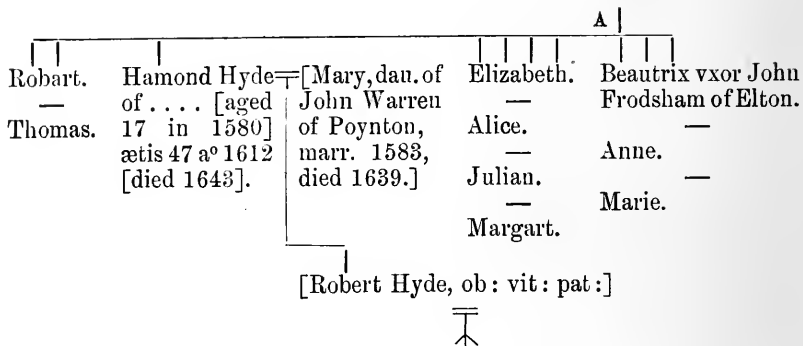 A
Robart.
—
Thomas.
Hamond Hyde
of . . . . [aged
17 in 1580]
ætis 47 aº 1612
[died 1643].
[Mary, dau. of
John Warren
of Poynton,
marr. 1583,
died 1639.]
Elizabeth.
—
Alice.
—
Julian.
—
Margart.
Beautrix vxor John
Frodsham of Elton.
—
Anne.
—
Marie.
[Robert Hyde, ob: vit: pat:]